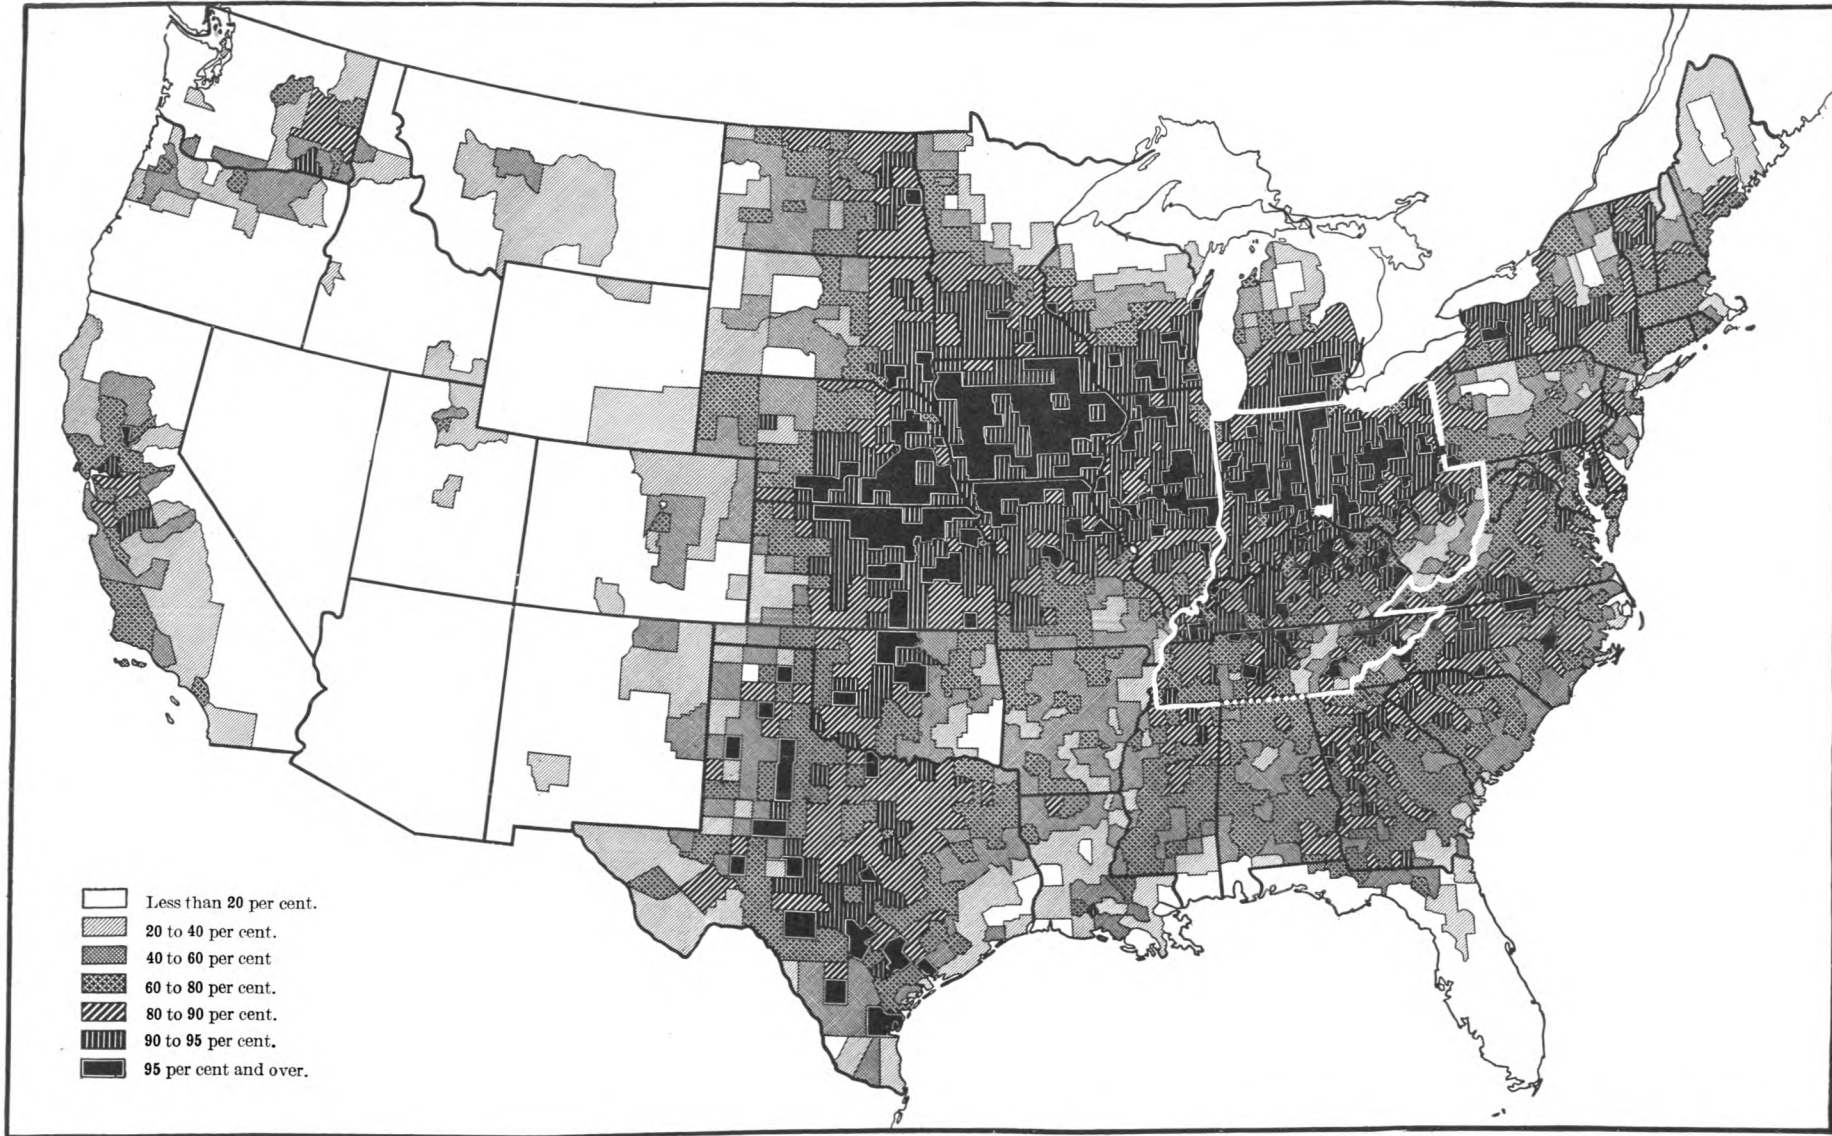 Less than 20 per cent.
20 to 40 per cent.
40 to 60 per cent
60 to 80 per cent.
80 to 90 per cent.
90 to 95 per cent.
95 per cent and over.